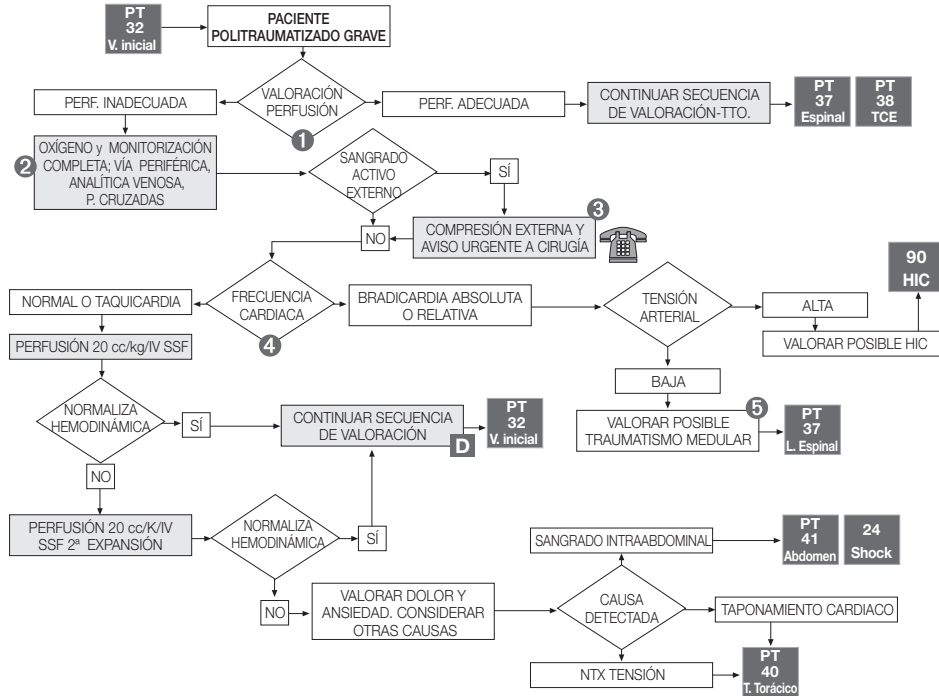 PT
32
V. inicial
PACIENTE
POLITRAUMATIZADO GRAVE
VALORACIÓN
PERFUSIÓN
1
PERF. INADECUADA
PERF. ADECUADA
CONTINUAR SECUENCIA
DE VALORACIÓN-TTO.
PT
37
Espinal
PT
38
TCE
2
OXÍGENO y MONITORIZACIÓN
COMPLETA; VÍA PERIFÉRICA,
ANALÍTICA VENOSA,
P. CRUZADAS
SANGRADO
ACTIVO
EXTERNO
SÍ
3
COMPRESIÓN EXTERNA Y
AVISO URGENTE A CIRUGÍA
NO
90
HIC
NORMAL O TAQUICARDIA
FRECUENCIA
CARDIACA
4
BRADICARDIA ABSOLUTA
O RELATIVA
TENSIÓN
ARTERIAL
ALTA
VALORAR POSIBLE HIC
PERFUSIÓN 20 cc/kg/IV SSF
BAJA
5
VALORAR POSIBLE
TRAUMATISMO MEDULAR
PT
37
L. Espinal
NORMALIZA
HEMODINÁMICA
SÍ
CONTINUAR SECUENCIA
DE VALORACIÓN
D
PT
32
V. inicial
NO
PERFUSIÓN 20 cc/K/IV
SSF 2ª EXPANSIÓN
NORMALIZA
HEMODINÁMICA
SÍ
NO
VALORAR DOLOR Y
ANSIEDAD. CONSIDERAR
OTRAS CAUSAS
CAUSA
DETECTADA
SANGRADO INTRAABDOMINAL
PT
41
Abdomen
24
Shock
TAPONAMIENTO CARDIACO
NTX TENSIÓN
PT
40
T. Torácico